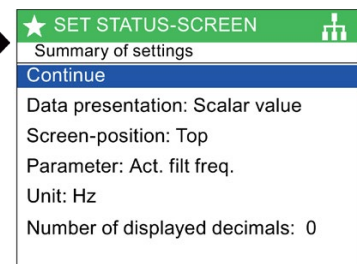 SET STATUS-SCREEN
Summary of settings
Continue
Data presentation: Scalar value
Screen-position: Top
Parameter: Act. filt freq.
Unit: Hz
Number of displayed decimals: 0